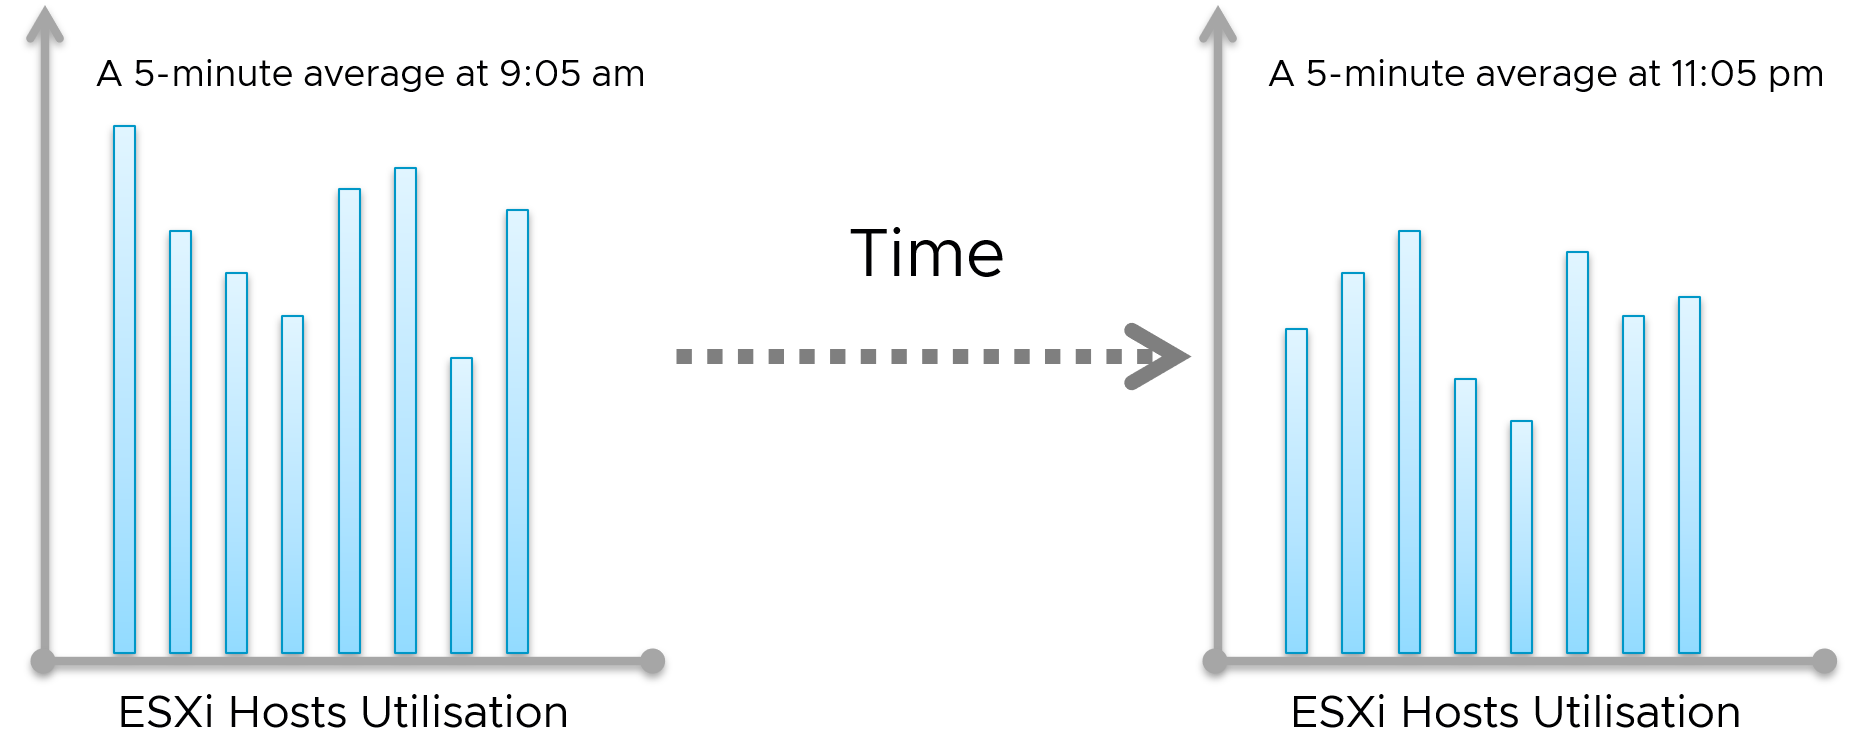 A 5-minute average at 9:05 am
A 5-minute average at 11:05 pm
Time
ESXi Hosts Utilisation
ESXi Hosts Utilisation